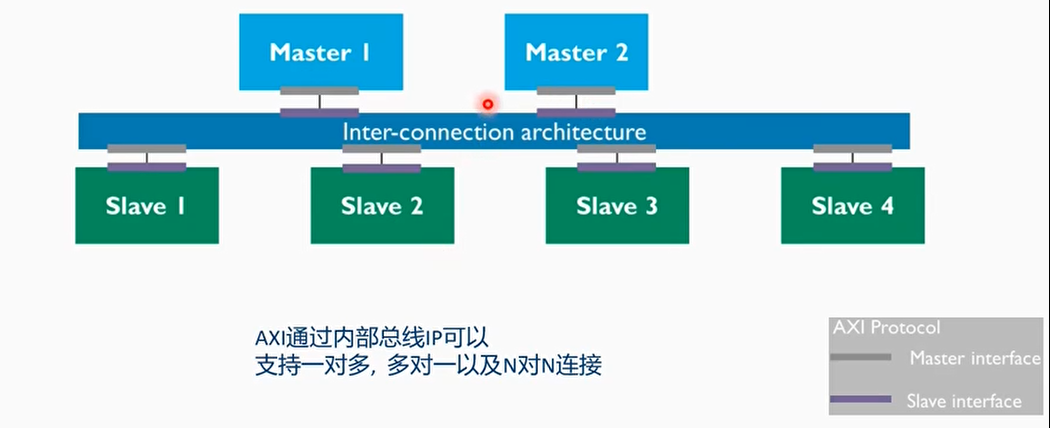 Master 1
Master 2
Inter-connection architecture
Slave 1
Slave 2
Slave 3
Slave 4
AXI通过内部总线IP可以
支持一对多, 多对一以及N对N连接
AXI Protocol
Master interface
Slave interface